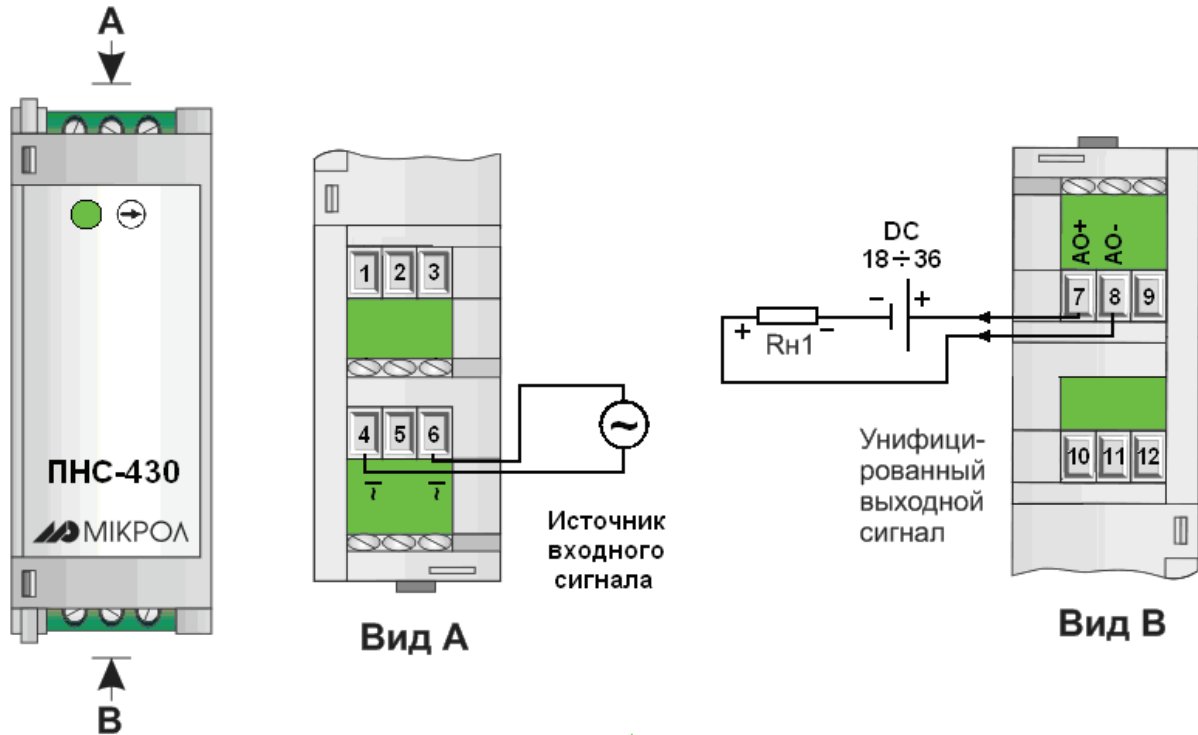 A
ПНС-430
МІКРОЛ
B
1 2 3
4 5 6
~ ~
~
Источник
входного
сигнала
Вид А
DC
18÷36
- +
+ -
Rн1
AO+ AO-
7 8 9
Унифици-
рованный
выходной
сигнал
10 11 12
Вид В